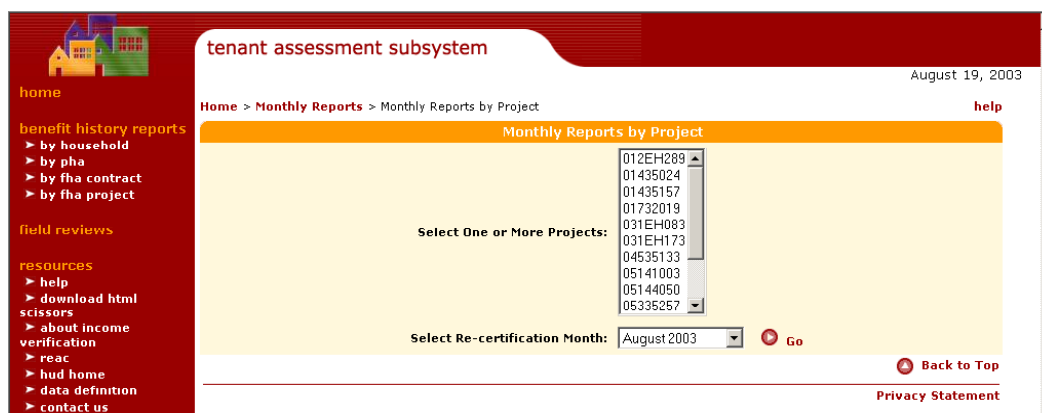 tenant assessment subsystem
August 19, 2003
home
benefit history reports
➤ by household
➤ by pha
➤ by fha contract
➤ by fha project
field reviews
resources
➤ help
➤ download html
scissors
➤ about income
verification
➤ reac
➤ hud home
➤ data definition
➤ contact us
Home > Monthly Reports > Monthly Reports by Project
help
Monthly Reports by Project
Select One or More Projects:
012EH289
01435024
01435157
01732019
031EH083
031EH173
04535133
05141003
05144050
05335257
Select Re-certification Month: August 2003 Go
Back to Top
Privacy Statement